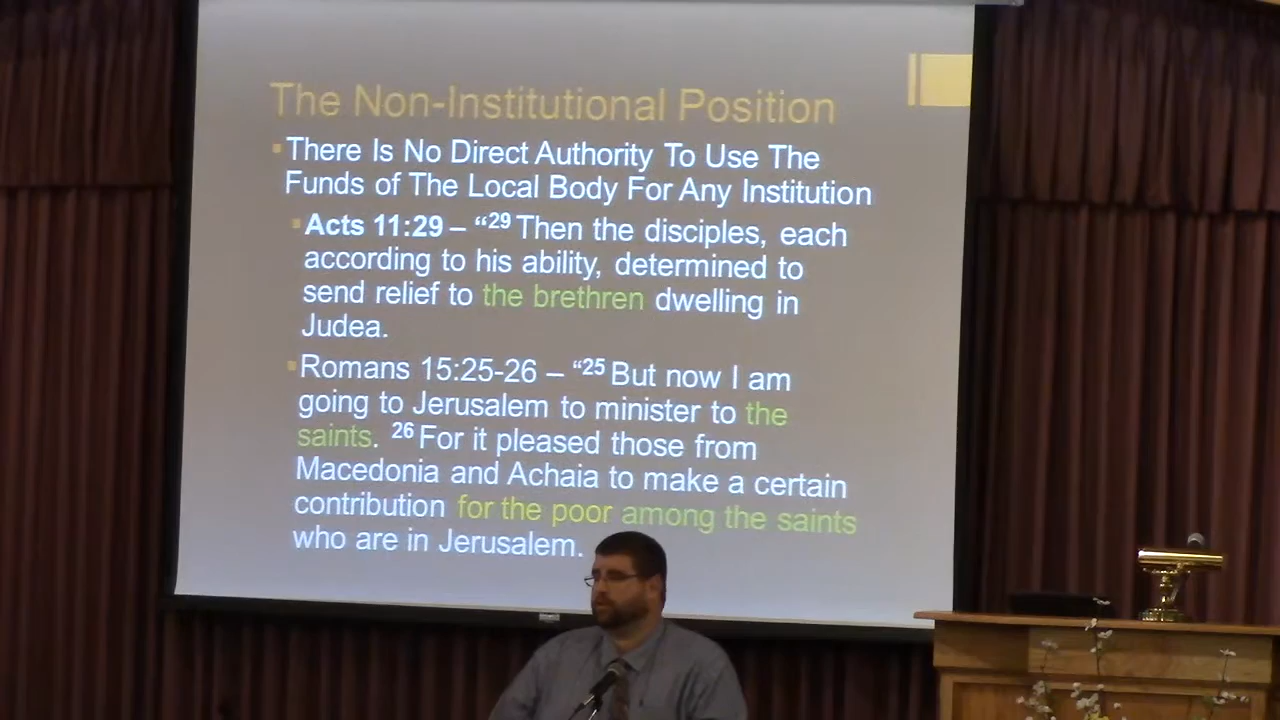 The Non-Institutional Position
There Is No Direct Authority To Use The
Funds of The Local Body For Any Institution
Acts 11:29 – “29 Then the disciples, each
according to his ability, determined to
send relief to the brethren dwelling in
Judea.
Romans 15:25-26 – “25 But now I am
going to Jerusalem to minister to the
saints. 26 For it pleased those from
Macedonia and Achaia to make a certain
contribution for the poor among the saints
who are in Jerusalem.